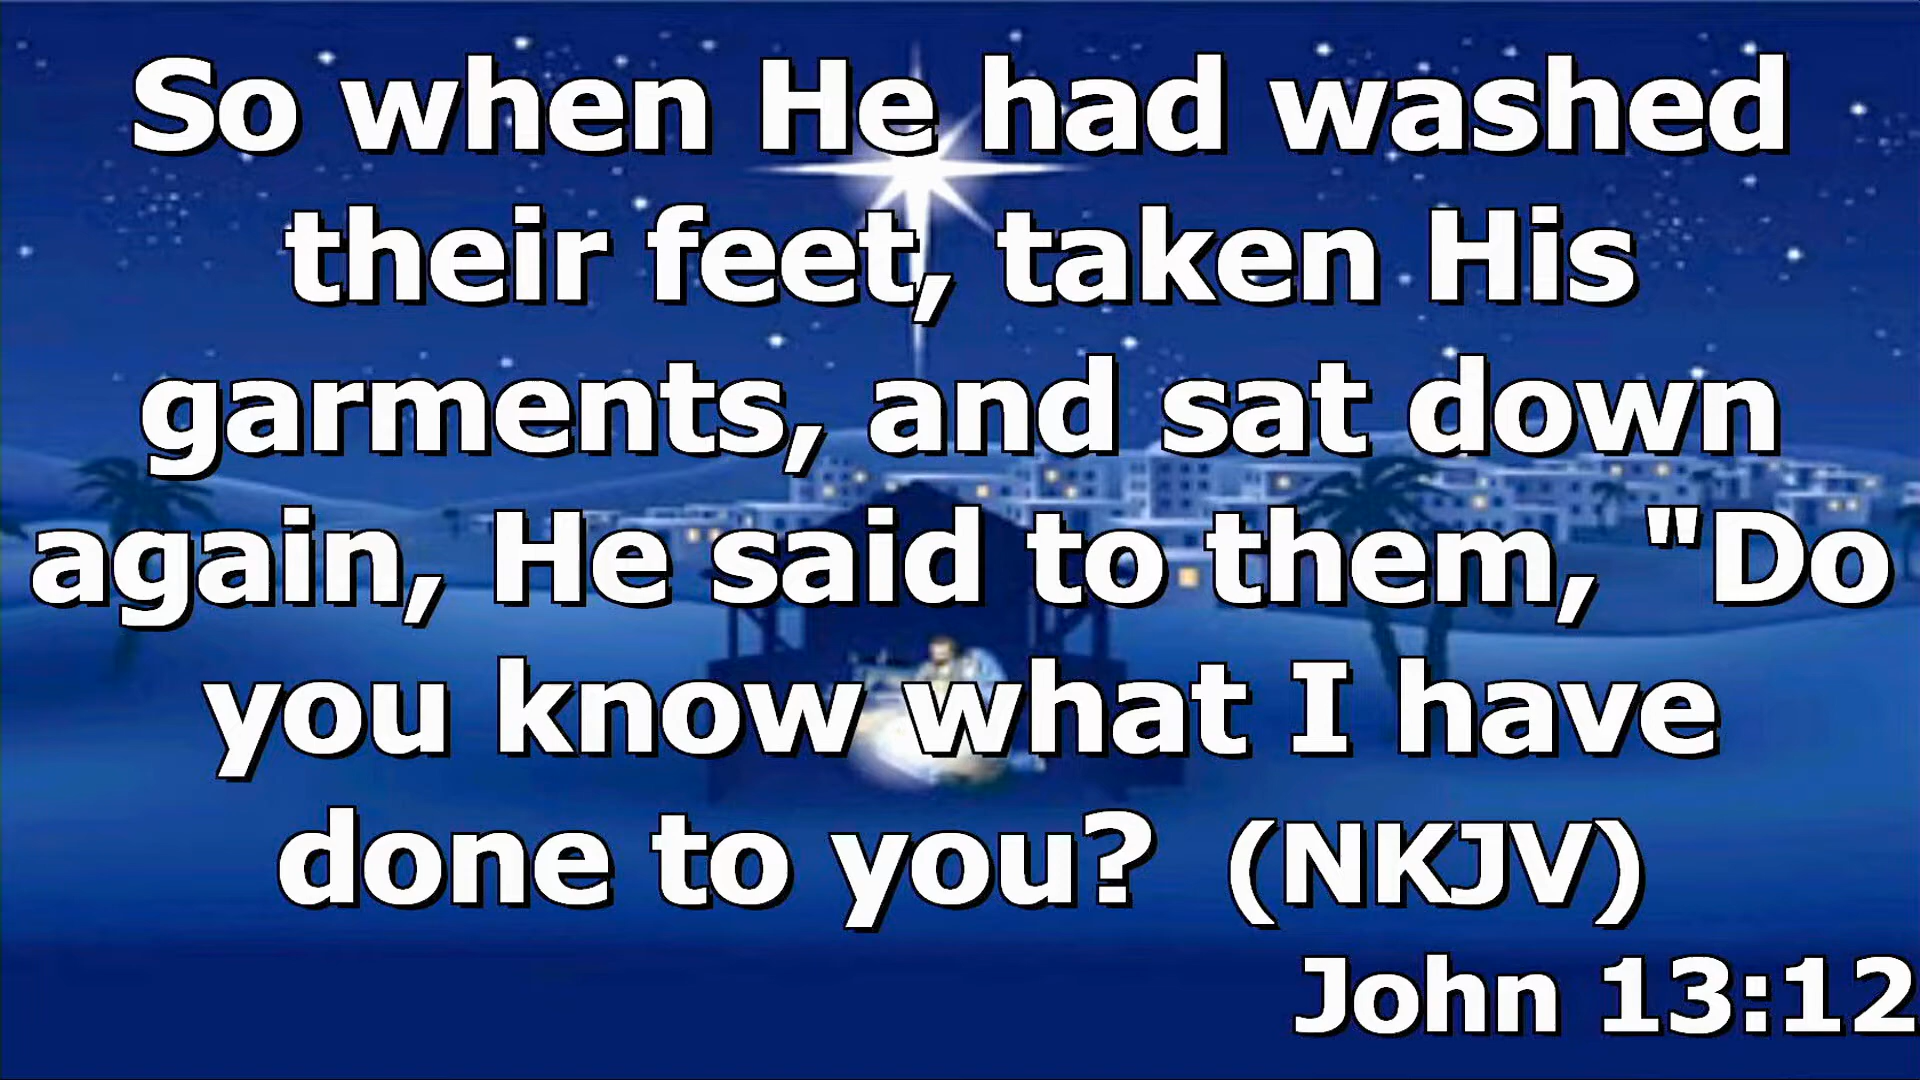 So when He had washed
their feet, taken His
garments, and sat down
again, He said to them, "Do
you know what I have
done to you? (NKJV)
John 13:12